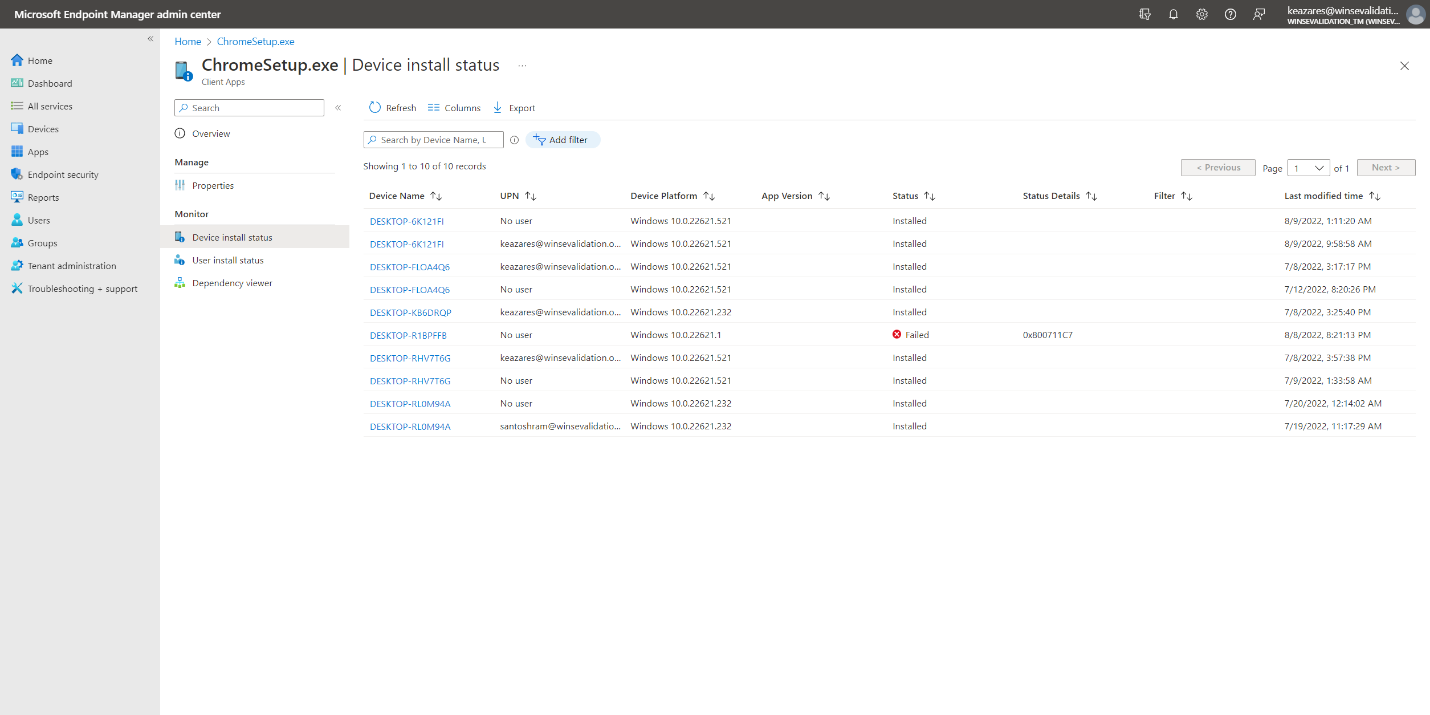 Microsoft Endpoint Manager admin center
keazares@winsevalidati...
WINSEVALIDATION_TM (WINSEV...
Home
Dashboard
All services
Devices
Apps
Endpoint security
Reports
Users
Groups
Tenant administration
Troubleshooting + support
Home > ChromeSetup.exe
ChromeSetup.exe | Device install status ...
Client Apps
Search
Overview
Manage
Properties
Monitor
Device install status
User install status
Dependency viewer
Refresh Columns Export
Search by Device Name, U Add filter
Showing 1 to 10 of 10 records
< Previous Page 1 of 1 Next >
Device Name UPN Device Platform App Version Status Status Details Filter Last modified time
DESKTOP-6K121FI No user Windows 10.0.22621.521 Installed 8/9/2022, 1:11:20 AM
DESKTOP-6K121FI keazares@winsevalidation.o... Windows 10.0.22621.521 Installed 8/9/2022, 9:58:58 AM
DESKTOP-FLOA4Q6 keazares@winsevalidation.o... Windows 10.0.22621.521 Installed 7/8/2022, 3:17:17 PM
DESKTOP-FLOA4Q6 No user Windows 10.0.22621.521 Installed 7/12/2022, 8:20:26 PM
DESKTOP-KB6DRQP keazares@winsevalidation.o... Windows 10.0.22621.232 Installed 7/8/2022, 3:25:40 PM
DESKTOP-R1BPFFB No user Windows 10.0.22621.1 Failed 0x800711C7 8/8/2022, 8:21:13 PM
DESKTOP-RHV7T6G keazares@winsevalidation.o... Windows 10.0.22621.521 Installed 7/8/2022, 3:57:38 PM
DESKTOP-RHV7T6G No user Windows 10.0.22621.521 Installed 7/9/2022, 1:33:58 AM
DESKTOP-RL0M94A No user Windows 10.0.22621.232 Installed 7/20/2022, 12:14:02 AM
DESKTOP-RL0M94A santoshram@winsevalidatio... Windows 10.0.22621.232 Installed 7/19/2022, 11:17:29 AM